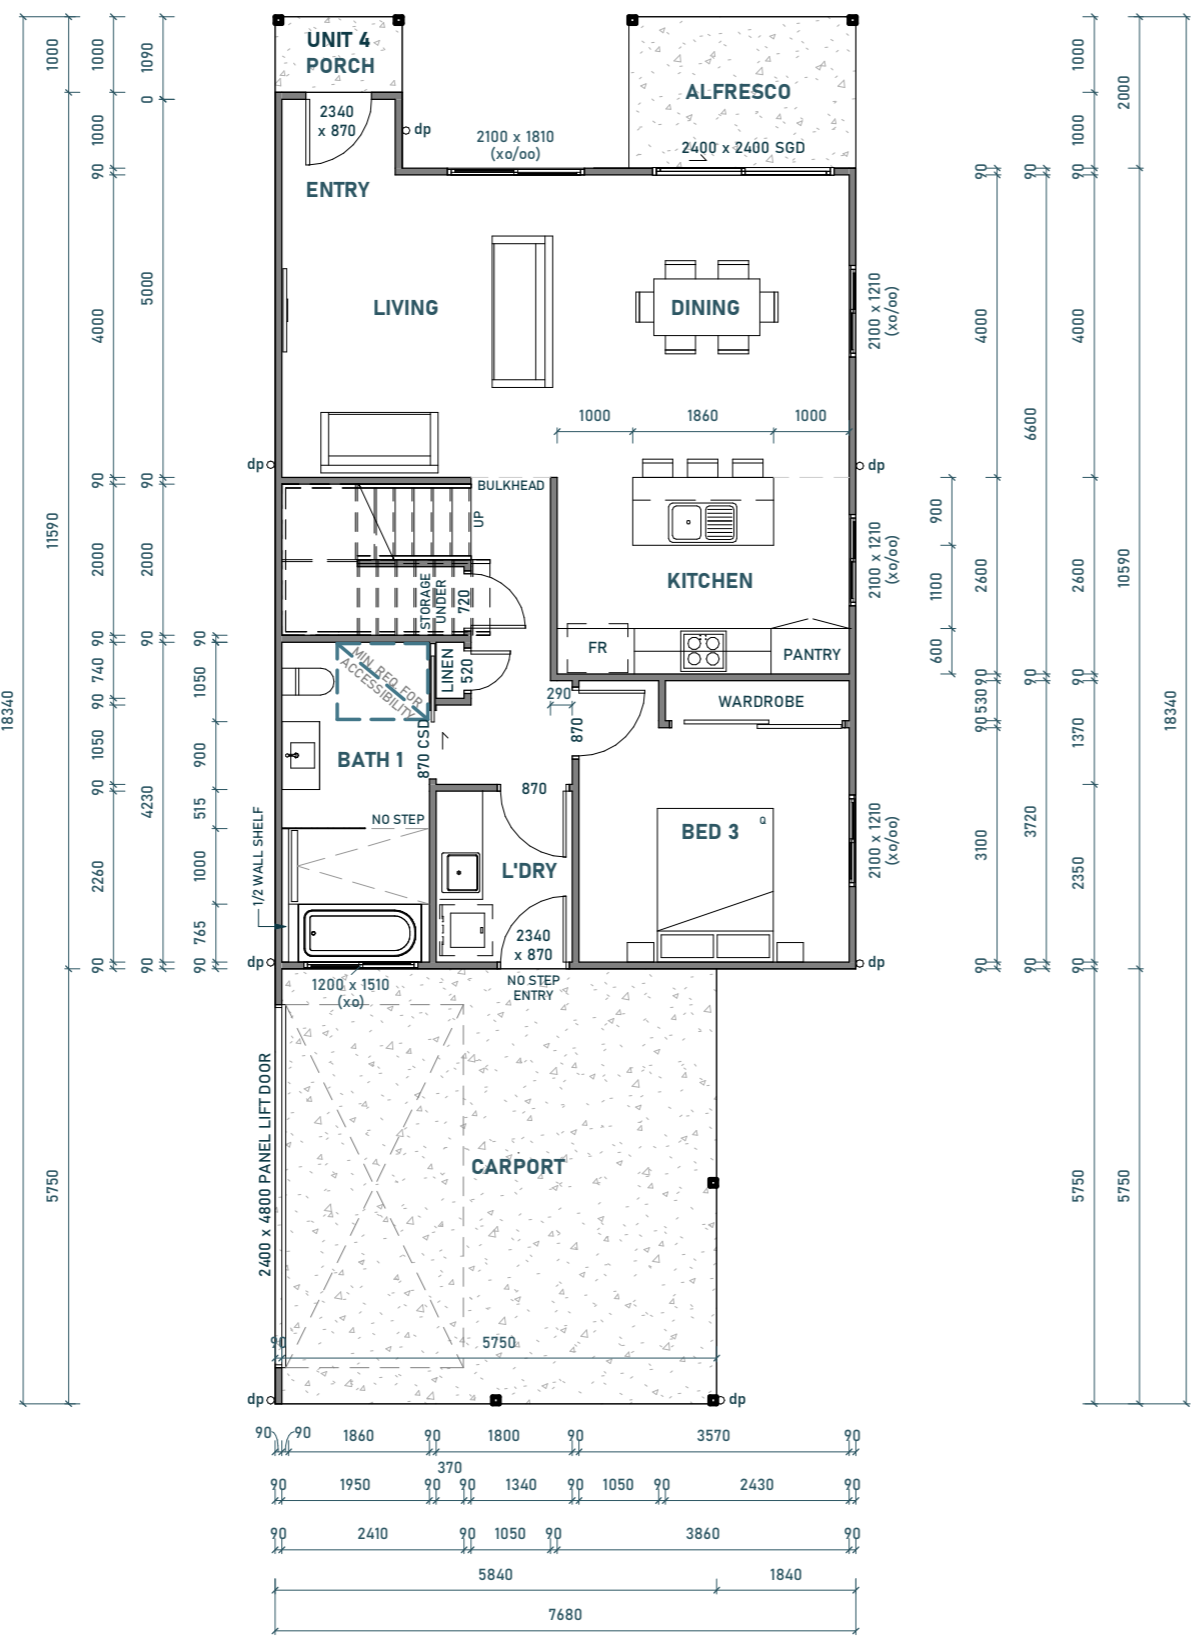 UNIT 4
PORCH
ALFRESCO
2340
x 870
dp
2100 x 1810
(xo/oo)
2400 x 2400 SGD
ENTRY
LIVING
DINING
2100 x 1210
(xo/oo)
1000
1860
1000
dp
dp
BULKHEAD
UP
STORAGE
UNDER
720
KITCHEN
2100 x 1210
(xo/oo)
FR
PANTRY
LINEN
520
MIN REQ. FOR
ACCESSIBILITY
290
870
WARDROBE
BATH 1
870 CSD
870
NO STEP
BED 3
Q
2100 x 1210
(xo/oo)
L'DRY
1/2 WALL SHELF
2340
x 870
dp
dp
1200 x 1510
(xo)
NO STEP
ENTRY
2400 x 4800 PANEL LIFT DOOR
CARPORT
90
5750
dp
dp
18340
1000
11590
5750
1000
1000
90
4000
90
2000
90
740
90
1050
90
2260
90
1090
0
5000
90
2000
90
4230
90
90
1050
900
515
1000
765
90
900
1100
600
90
4000
2600
90
530
90
3100
90
90
6600
90
3720
90
1000
1000
90
4000
2600
90
1370
2350
90
5750
2000
10590
5750
18340
90
90
1860
90
1800
90
3570
90
370
90
1950
90
90
1340
90
1050
90
2430
90
90
2410
90
1050
90
3860
90
5840
1840
7680